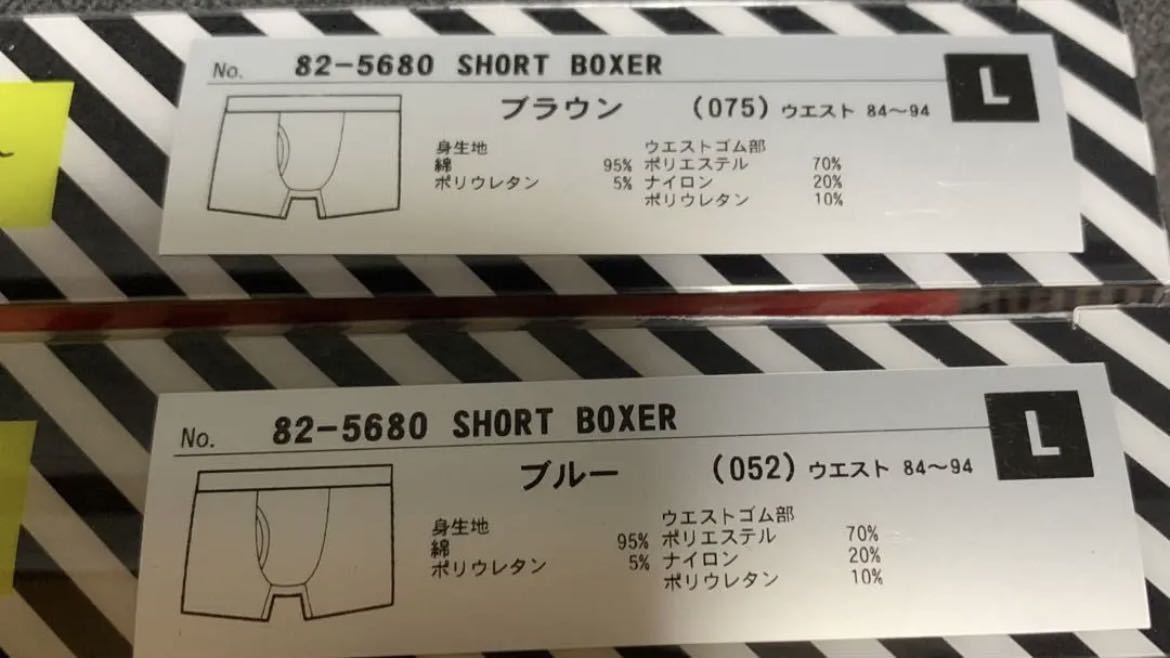 No. 82-5680 SHORT BOXER L
ブラウン (075) ウエスト 84〜94
身生地 ウエストゴム部
綿 95% ポリエステル 70%
ポリウレタン 5% ナイロン 20%
ポリウレタン 10%
No. 82-5680 SHORT BOXER L
ブルー (052) ウエスト 84〜94
身生地 ウエストゴム部
綿 95% ポリエステル 70%
ポリウレタン 5% ナイロン 20%
ポリウレタン 10%